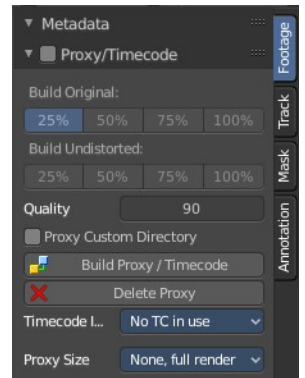 Metadata
Proxy/Timecode
Build Original:
25% 50% 75% 100%
Build Undistorted:
25% 50% 75% 100%
Quality 90
Proxy Custom Directory
Build Proxy / Timecode
Delete Proxy
Timecode I... No TC in use
Proxy Size None, full render
Footage
Track
Mask
Annotation